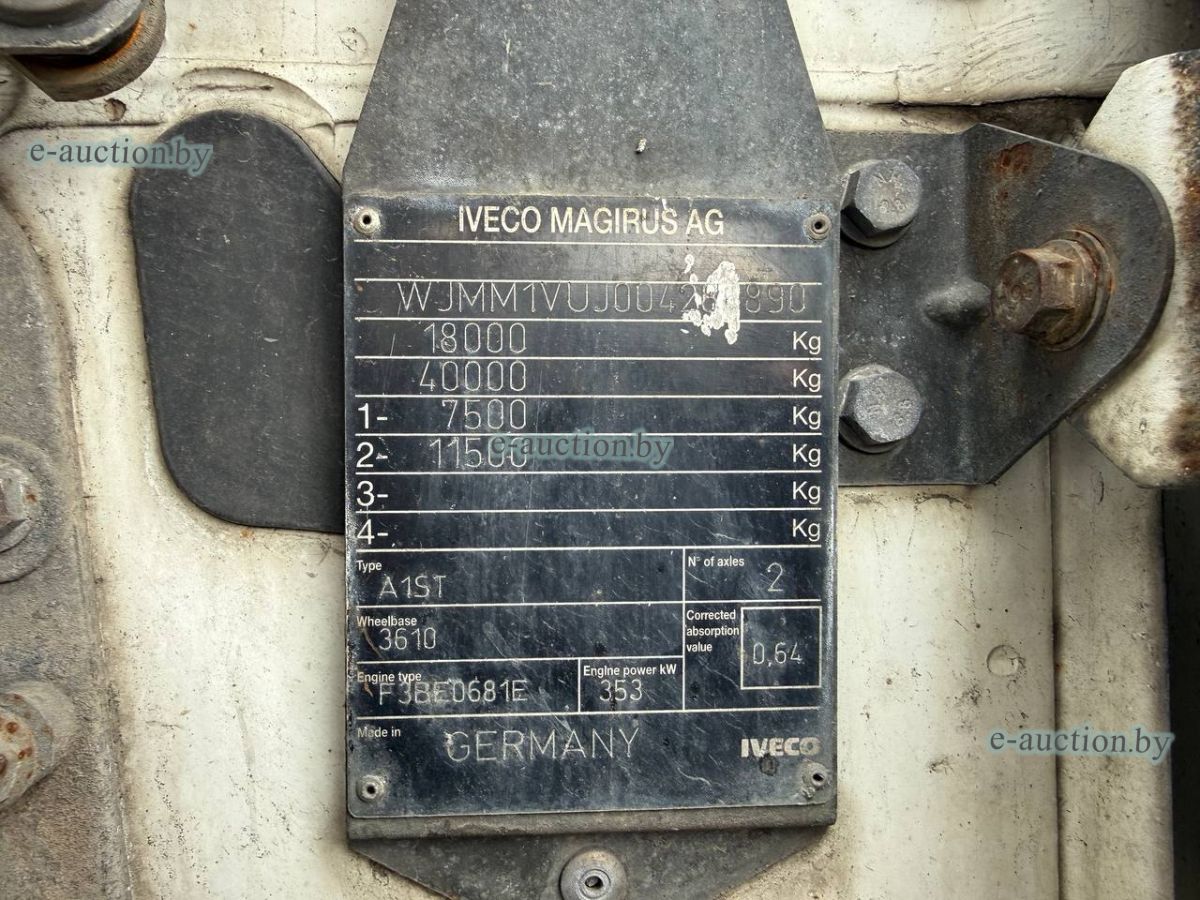 e-auction.by
IVECO MAGIRUS AG
18000 Kg
40000 Kg
1- 7500 Kg
2- 11500 Kg
e-auction.by
3- Kg
4- Kg
Type A1ST N° of axles 2
Wheelbase 3610 Corrected absorption value 0,64
Engine type F3BE0681E Engine power kW 353
Made in GERMANY IVECO
e-auction.by